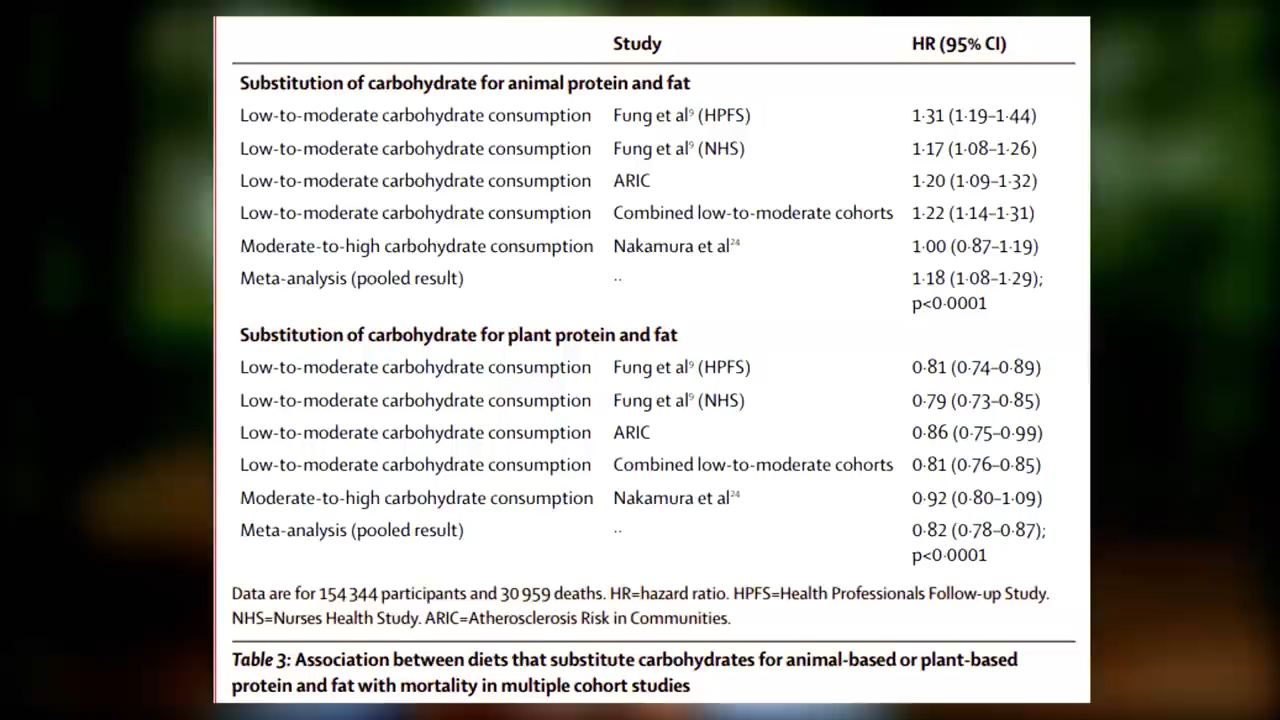 Study HR (95% CI)
Substitution of carbohydrate for animal protein and fat
Low-to-moderate carbohydrate consumption Fung et al⁹ (HPFS) 1·31 (1·19–1·44)
Low-to-moderate carbohydrate consumption Fung et al⁹ (NHS) 1·17 (1·08–1·26)
Low-to-moderate carbohydrate consumption ARIC 1·20 (1·09–1·32)
Low-to-moderate carbohydrate consumption Combined low-to-moderate cohorts 1·22 (1·14–1·31)
Moderate-to-high carbohydrate consumption Nakamura et al²⁴ 1·00 (0·87–1·19)
Meta-analysis (pooled result) ·· 1·18 (1·08–1·29);
p<0·0001
Substitution of carbohydrate for plant protein and fat
Low-to-moderate carbohydrate consumption Fung et al⁹ (HPFS) 0·81 (0·74–0·89)
Low-to-moderate carbohydrate consumption Fung et al⁹ (NHS) 0·79 (0·73–0·85)
Low-to-moderate carbohydrate consumption ARIC 0·86 (0·75–0·99)
Low-to-moderate carbohydrate consumption Combined low-to-moderate cohorts 0·81 (0·76–0·85)
Moderate-to-high carbohydrate consumption Nakamura et al²⁴ 0·92 (0·80–1·09)
Meta-analysis (pooled result) ·· 0·82 (0·78–0·87);
p<0·0001
Data are for 154 344 participants and 30 959 deaths. HR=hazard ratio. HPFS=Health Professionals Follow-up Study.
NHS=Nurses Health Study. ARIC=Atherosclerosis Risk in Communities.
Table 3: Association between diets that substitute carbohydrates for animal-based or plant-based
protein and fat with mortality in multiple cohort studies